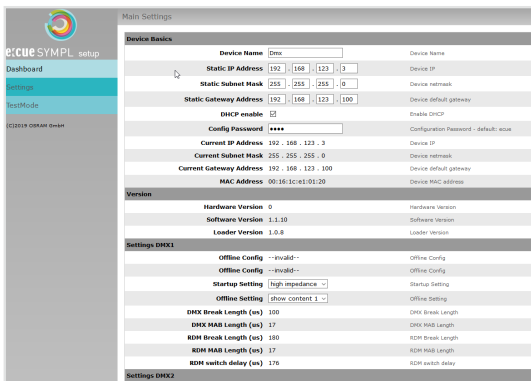 Main Settings
e:cue SYMPL setup
Dashboard
Settings
TestMode
(C)2019 OSRAM GmbH
Device Basics
Device Name Dmx Device Name
Static IP Address 192 . 168 . 123 . 3 Device IP
Static Subnet Mask 255 . 255 . 255 . 0 Device netmask
Static Gateway Address 192 . 168 . 123 . 100 Device default gateway
DHCP enable Enable DHCP
Config Password •••• Configuration Password - default: ecue
Current IP Address 192 . 168 . 123 . 3 Device IP
Current Subnet Mask 255 . 255 . 255 . 0 Device netmask
Current Gateway Address 192 . 168 . 123 . 100 Device default gateway
MAC Address 00:16:1c:e1:01:20 Device MAC address
Version
Hardware Version 0 Hardware Version
Software Version 1.1.10 Software Version
Loader Version 1.0.8 Loader Version
Settings DMX1
Offline Config --invalid-- Offline Config
Offline Config --invalid-- Offline Config
Startup Setting high impedance Startup Setting
Offline Setting show content 1 Offline Setting
DMX Break Length (us) 100 DMX Break Length
DMX MAB Length (us) 17 DMX MAB Length
RDM Break Length (us) 180 RDM Break Length
RDM MAB Length (us) 17 RDM MAB Length
RDM switch delay (us) 176 RDM switch delay
Settings DMX2